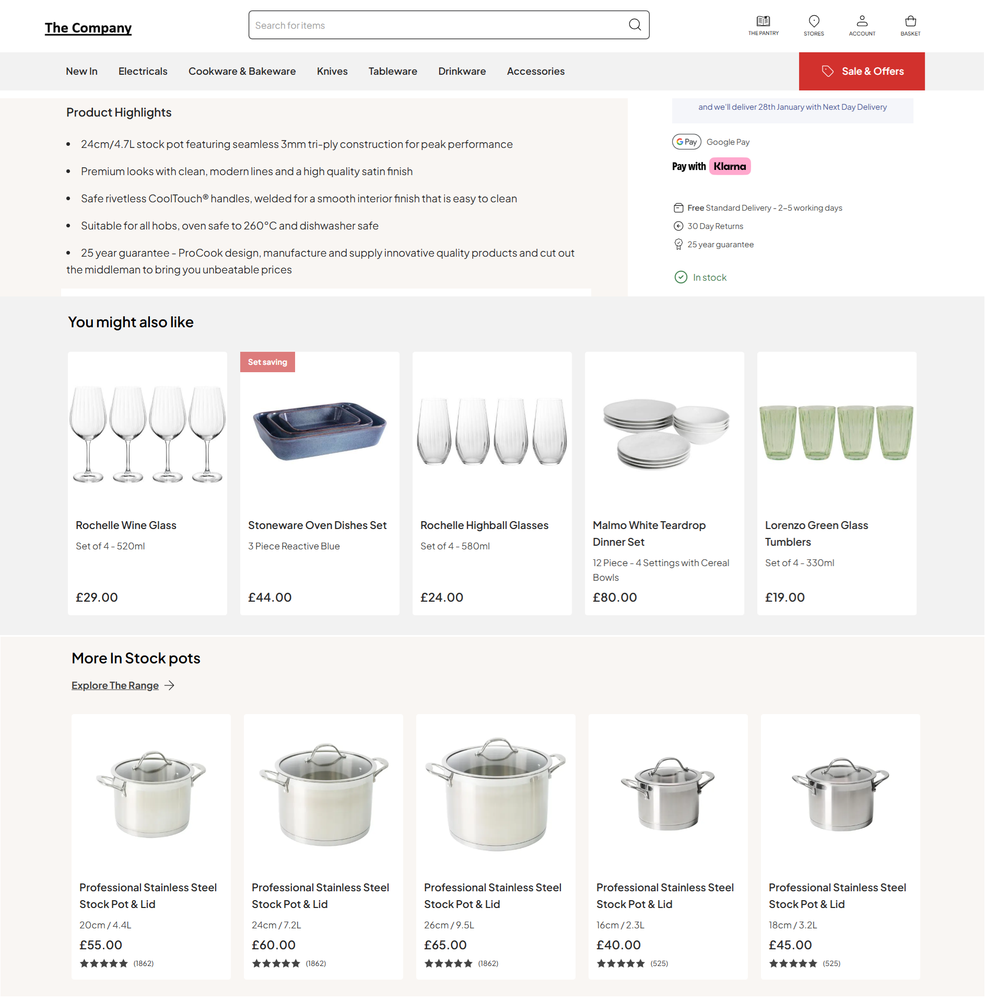 The Company
Search for items
THE PANTRY
STORES
ACCOUNT
BASKET
New In
Electricals
Cookware & Bakeware
Knives
Tableware
Drinkware
Accessories
Sale & Offers
Product Highlights
• 24cm/4.7L stock pot featuring seamless 3mm tri-ply construction for peak performance
• Premium looks with clean, modern lines and a high quality satin finish
• Safe rivetless CoolTouch® handles, welded for a smooth interior finish that is easy to clean
• Suitable for all hobs, oven safe to 260°C and dishwasher safe
• 25 year guarantee - ProCook design, manufacture and supply innovative quality products and cut out
the middleman to bring you unbeatable prices
and we'll deliver 28th January with Next Day Delivery
G Pay
Google Pay
Pay with Klarna
Free Standard Delivery - 2–5 working days
30 Day Returns
25 year guarantee
In stock
You might also like
Rochelle Wine Glass
Set of 4 - 520ml
£29.00
Set saving
Stoneware Oven Dishes Set
3 Piece Reactive Blue
£44.00
Rochelle Highball Glasses
Set of 4 - 580ml
£24.00
Malmo White Teardrop
Dinner Set
12 Piece - 4 Settings with Cereal
Bowls
£80.00
Lorenzo Green Glass
Tumblers
Set of 4 - 330ml
£19.00
More In Stock pots
Explore The Range
Professional Stainless Steel
Stock Pot & Lid
20cm / 4.4L
£55.00
★★★★★ (1862)
Professional Stainless Steel
Stock Pot & Lid
24cm / 7.2L
£60.00
★★★★★ (1862)
Professional Stainless Steel
Stock Pot & Lid
26cm / 9.5L
£65.00
★★★★★ (1862)
Professional Stainless Steel
Stock Pot & Lid
16cm / 2.3L
£40.00
★★★★★ (525)
Professional Stainless Steel
Stock Pot & Lid
18cm / 3.2L
£45.00
★★★★★ (525)